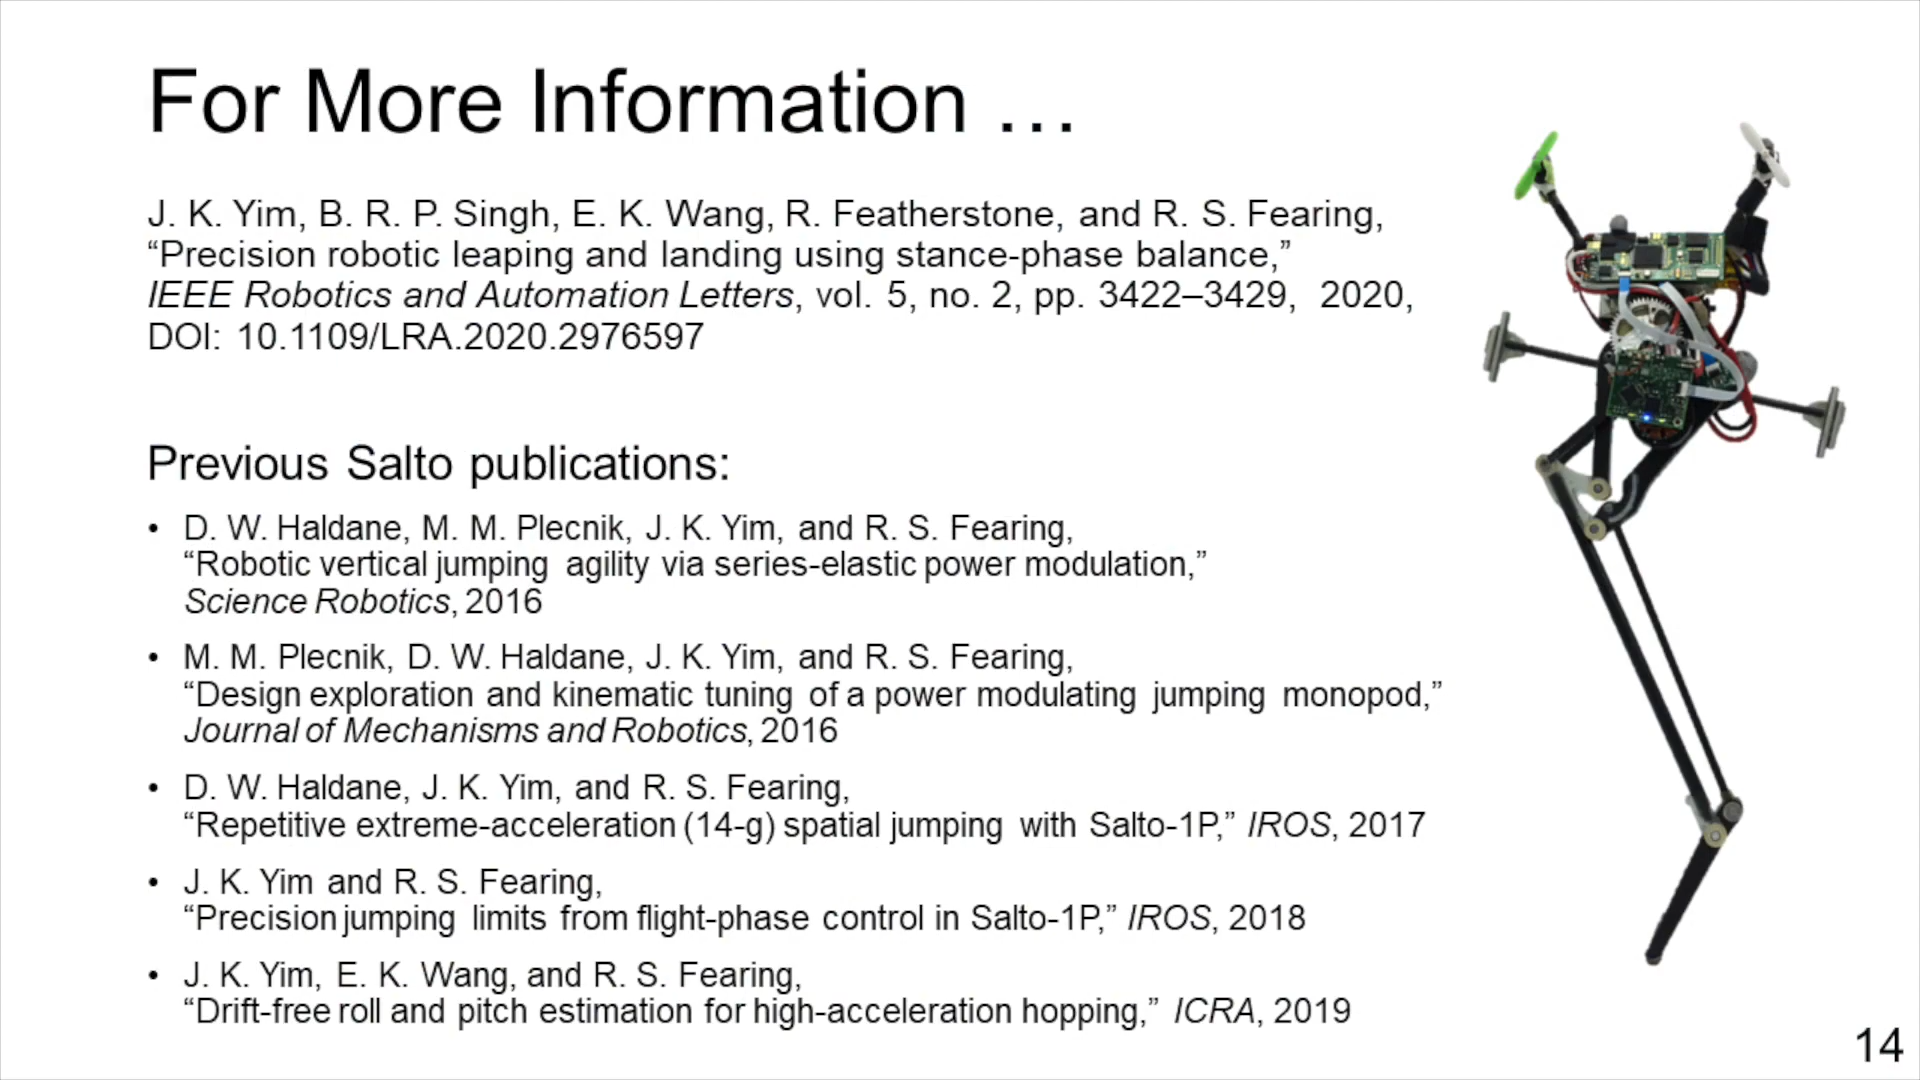 For More Information …
J. K. Yim, B. R. P. Singh, E. K. Wang, R. Featherstone, and R. S. Fearing,
“Precision robotic leaping and landing using stance-phase balance,”
IEEE Robotics and Automation Letters, vol. 5, no. 2, pp. 3422–3429, 2020,
DOI: 10.1109/LRA.2020.2976597
Previous Salto publications:
• D. W. Haldane, M. M. Plecnik, J. K. Yim, and R. S. Fearing,
“Robotic vertical jumping agility via series-elastic power modulation,”
Science Robotics, 2016
• M. M. Plecnik, D. W. Haldane, J. K. Yim, and R. S. Fearing,
“Design exploration and kinematic tuning of a power modulating jumping monopod,”
Journal of Mechanisms and Robotics, 2016
• D. W. Haldane, J. K. Yim, and R. S. Fearing,
“Repetitive extreme-acceleration (14-g) spatial jumping with Salto-1P,” IROS, 2017
• J. K. Yim and R. S. Fearing,
“Precision jumping limits from flight-phase control in Salto-1P,” IROS, 2018
• J. K. Yim, E. K. Wang, and R. S. Fearing,
“Drift-free roll and pitch estimation for high-acceleration hopping,” ICRA, 2019
14